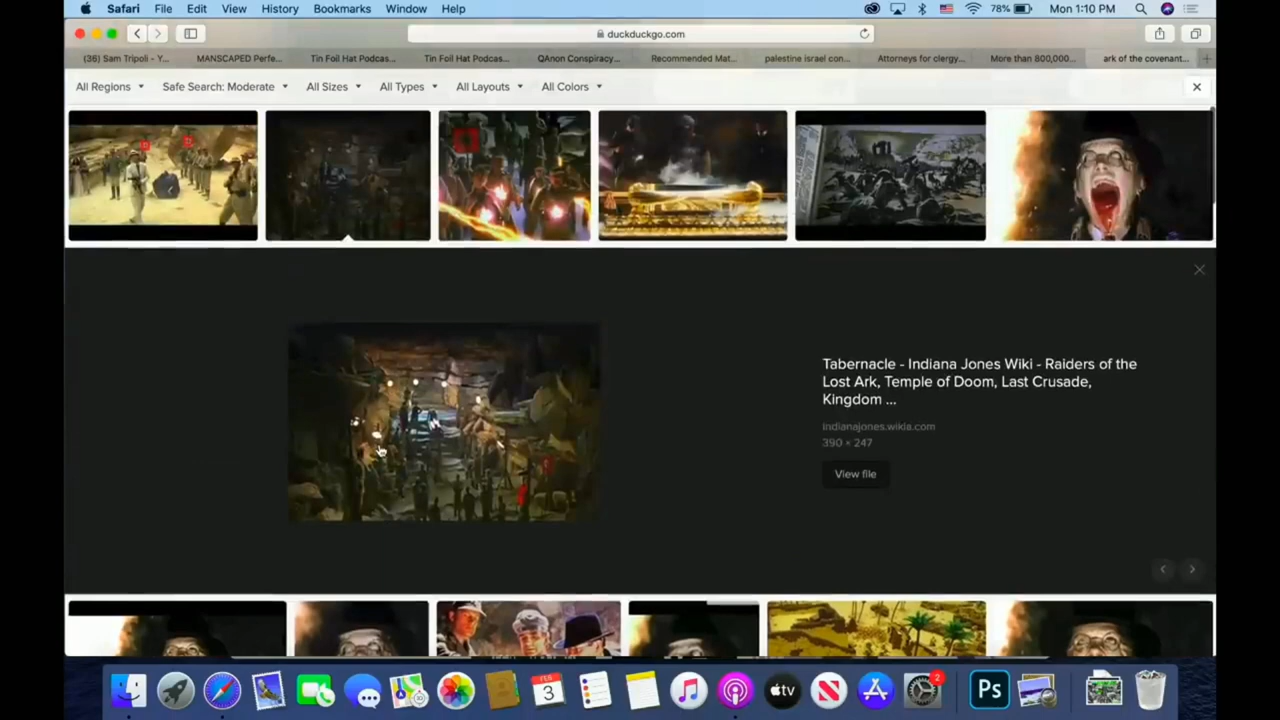 Safari File Edit View History Bookmarks Window Help 78% Mon 1:10 PM
duckduckgo.com
(36) Sam Tripoli - Y... MANSCAPED Perfe... Tin Foil Hat Podcas... Tin Foil Hat Podcas... QAnon Conspiracy... Recommended Mat... palestine israel con... Attorneys for clergy... More than 800,000... ark of the covenant...
All Regions Safe Search: Moderate All Sizes All Types All Layouts All Colors
Tabernacle - Indiana Jones Wiki - Raiders of the
Lost Ark, Temple of Doom, Last Crusade,
Kingdom ...
indianajones.wikia.com
390 × 247
View file
FEB
3
tv
2
Ps